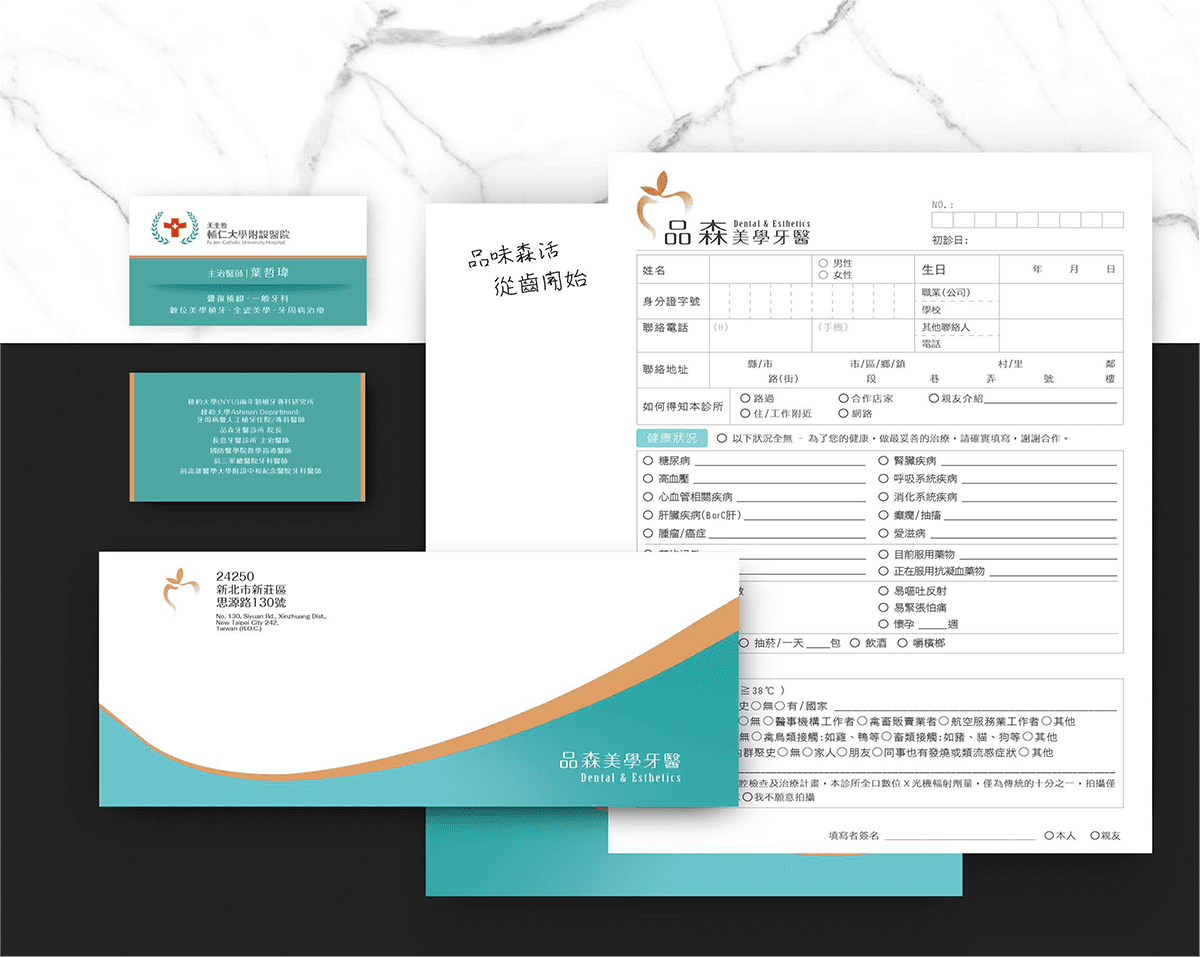 天主教
輔仁大學附設醫院
Fu Jen Catholic University Hospital
主治醫師|葉哲瑋
贗復補綴·一般牙科
數位美學植牙·全瓷美學·牙周病治療
紐約大學(NYU)兩年制植牙專科研究所
紐約大學Ashman Department-
牙周病暨人工植牙住院/專科醫師
品森牙醫診所 院長
長島牙醫診所 主治醫師
國防醫學院教學指導醫師
前三軍總醫院牙科醫師
前高雄醫學大學附設中和紀念醫院牙科醫師
品味森活
從齒開始
24250
新北市新莊區
思源路130號
No. 130, Siyuan Rd., Xinzhuang Dist.,
New Taipei City 242,
Taiwan (R.O.C.)
品森美學牙醫
Dental & Esthetics
品森 Dental & Esthetics
美學牙醫
NO.:
初診日:
姓名 男性 女性 生日 年 月 日
身分證字號 職業(公司)
學校
聯絡電話 (H) (手機) 其他聯絡人
電話
聯絡地址 縣/市 市/區/鄉/鎮 村/里 鄰
路(街) 段 巷 弄 號 樓
如何得知本診所 路過 合作店家 親友介紹
住/工作附近 網路
健康狀況 以下狀況全無 - 為了您的健康,做最妥善的治療,請確實填寫,謝謝合作。
糖尿病 腎臟疾病
高血壓 呼吸系統疾病
心血管相關疾病 消化系統疾病
肝臟疾病(BorC肝) 癲癇/抽搐
腫瘤/癌症 愛滋病
目前服用藥物
正在服用抗凝血藥物
易嘔吐反射
易緊張怕痛
懷孕 週
抽菸/一天 包 飲酒 嚼檳榔
≧38℃ )
史○無○有/國家
○無○醫事機構工作者○禽畜販賣業者○航空服務業工作者○其他
無○禽鳥類接觸:如雞、鴨等○畜類接觸:如豬、貓、狗等○其他
群聚史○無○家人○朋友○同事也有發燒或類流感症狀○其他
腔檢查及治療計畫,本診所全口數位X光機輻射劑量,僅為傳統的十分之一,拍攝僅
○我不願意拍攝
填寫者簽名 ○本人 ○親友